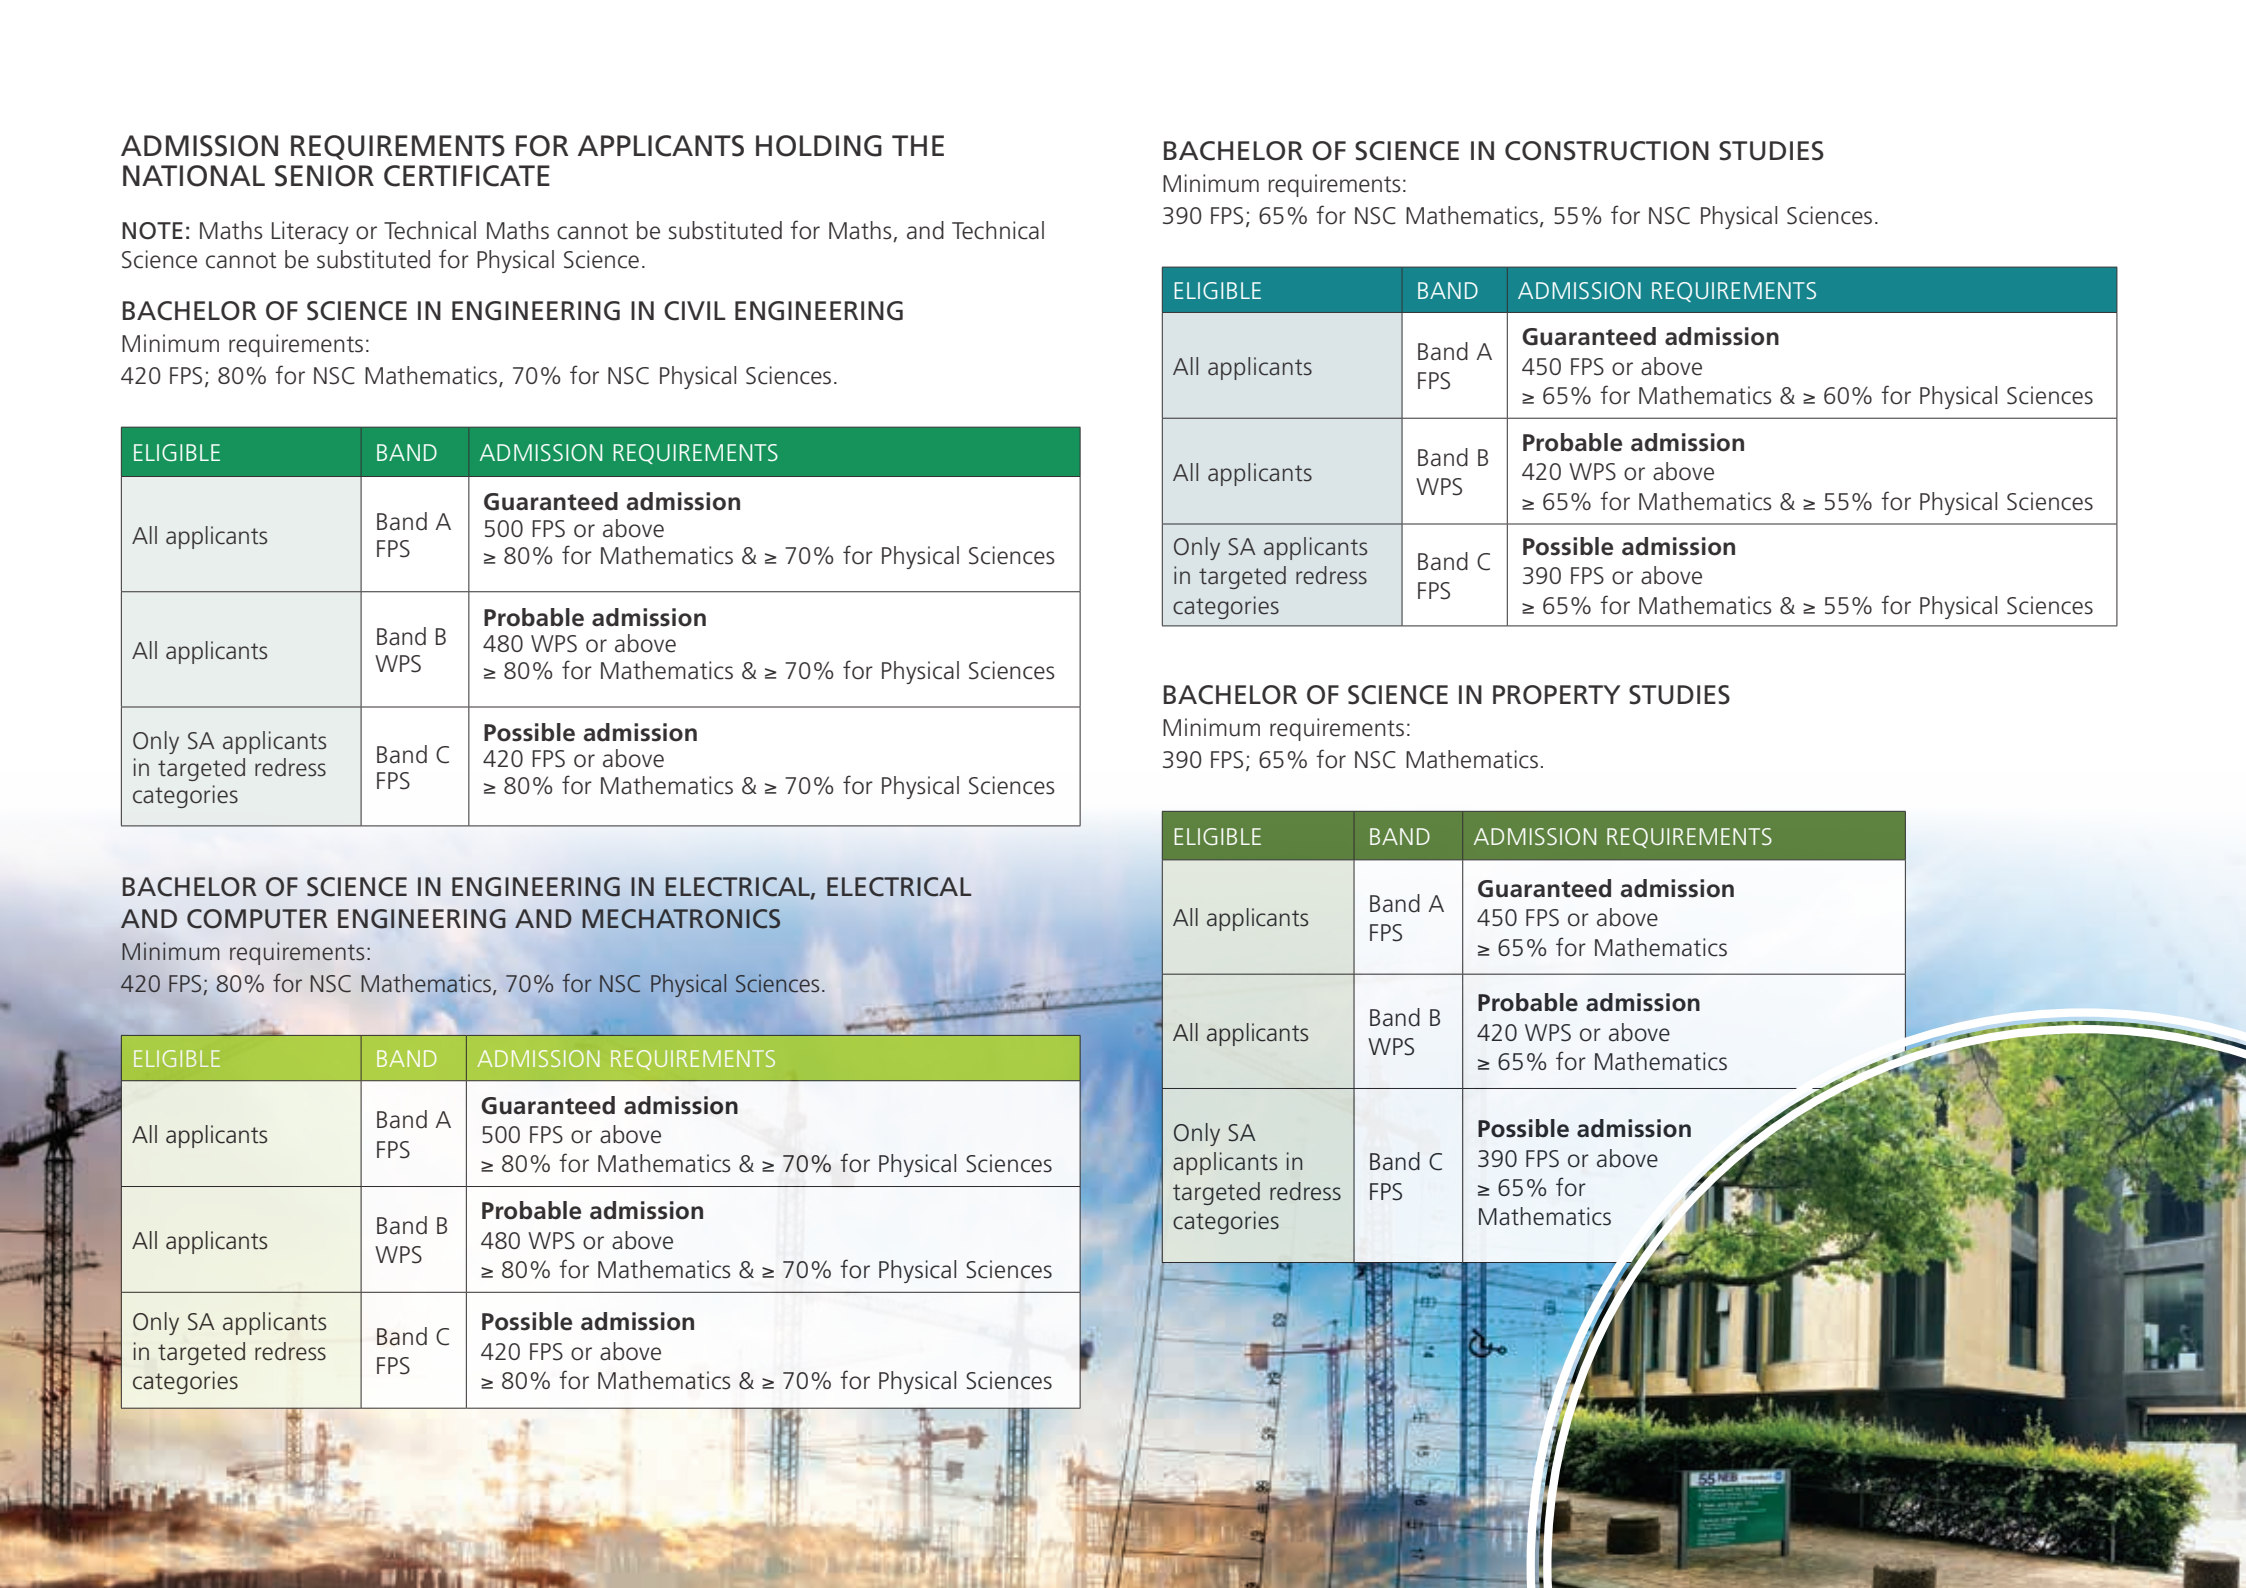 ADMISSION REQUIREMENTS FOR APPLICANTS HOLDING THE
NATIONAL SENIOR CERTIFICATE
NOTE: Maths Literacy or Technical Maths cannot be substituted for Maths, and Technical
Science cannot be substituted for Physical Science.
BACHELOR OF SCIENCE IN ENGINEERING IN CIVIL ENGINEERING
Minimum requirements:
420 FPS; 80% for NSC Mathematics, 70% for NSC Physical Sciences.
ELIGIBLE BAND ADMISSION REQUIREMENTS
All applicants
Band A
FPS
Guaranteed admission
500 FPS or above
≥ 80% for Mathematics & ≥ 70% for Physical Sciences
All applicants
Band B
WPS
Probable admission
480 WPS or above
≥ 80% for Mathematics & ≥ 70% for Physical Sciences
Only SA applicants
in targeted redress
categories
Band C
FPS
Possible admission
420 FPS or above
≥ 80% for Mathematics & ≥ 70% for Physical Sciences
BACHELOR OF SCIENCE IN ENGINEERING IN ELECTRICAL, ELECTRICAL
AND COMPUTER ENGINEERING AND MECHATRONICS
Minimum requirements:
420 FPS; 80% for NSC Mathematics, 70% for NSC Physical Sciences.
ELIGIBLE BAND ADMISSION REQUIREMENTS
All applicants
Band A
FPS
Guaranteed admission
500 FPS or above
≥ 80% for Mathematics & ≥ 70% for Physical Sciences
All applicants
Band B
WPS
Probable admission
480 WPS or above
≥ 80% for Mathematics & ≥ 70% for Physical Sciences
Only SA applicants
in targeted redress
categories
Band C
FPS
Possible admission
420 FPS or above
≥ 80% for Mathematics & ≥ 70% for Physical Sciences
BACHELOR OF SCIENCE IN CONSTRUCTION STUDIES
Minimum requirements:
390 FPS; 65% for NSC Mathematics, 55% for NSC Physical Sciences.
ELIGIBLE BAND ADMISSION REQUIREMENTS
All applicants
Band A
FPS
Guaranteed admission
450 FPS or above
≥ 65% for Mathematics & ≥ 60% for Physical Sciences
All applicants
Band B
WPS
Probable admission
420 WPS or above
≥ 65% for Mathematics & ≥ 55% for Physical Sciences
Only SA applicants
in targeted redress
categories
Band C
FPS
Possible admission
390 FPS or above
≥ 65% for Mathematics & ≥ 55% for Physical Sciences
BACHELOR OF SCIENCE IN PROPERTY STUDIES
Minimum requirements:
390 FPS; 65% for NSC Mathematics.
ELIGIBLE BAND ADMISSION REQUIREMENTS
All applicants
Band A
FPS
Guaranteed admission
450 FPS or above
≥ 65% for Mathematics
All applicants
Band B
WPS
Probable admission
420 WPS or above
≥ 65% for Mathematics
Only SA
applicants in
targeted redress
categories
Band C
FPS
Possible admission
390 FPS or above
≥ 65% for
Mathematics
55 NEB